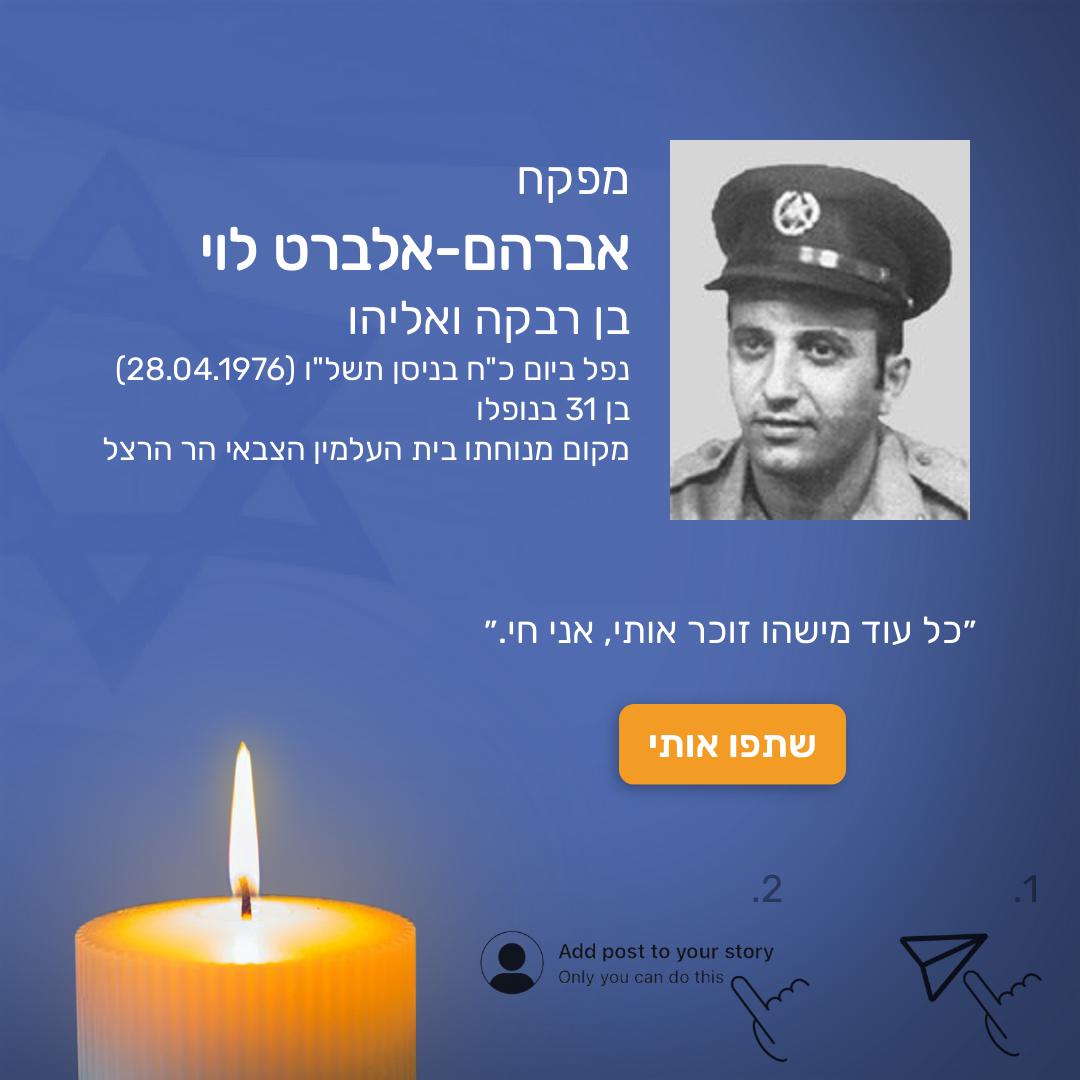 מפקח
אברהם-אלברט לוי
בן רבקה ואליהו
נפל ביום כ"ח בניסן תשל"ו (28.04.1976)
בן 31 בנופלו
מקום מנוחתו בית העלמין הצבאי הר הרצל
״כל עוד מישהו זוכר אותי, אני חי.״
שתפו אותי
1.
2.
Add post to your story
Only you can do this